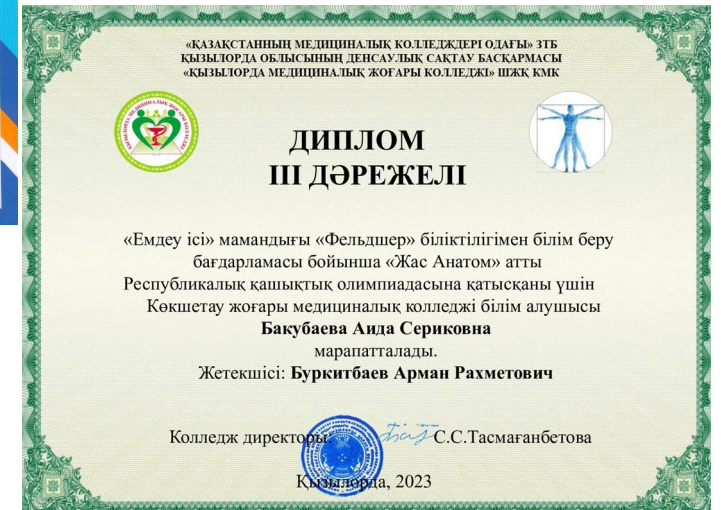 «ҚАЗАҚСТАННЫҢ МЕДИЦИНАЛЫҚ КОЛЛЕДЖДЕРІ ОДАҒЫ» ЗТБ
ҚЫЗЫЛОРДА ОБЛЫСЫНЫҢ ДЕНСАУЛЫҚ САҚТАУ БАСҚАРМАСЫ
«ҚЫЗЫЛОРДА МЕДИЦИНАЛЫҚ ЖОҒАРЫ КОЛЛЕДЖІ» ШЖҚ КМК
ДИПЛОМ
ІІІ ДӘРЕЖЕЛІ
«Емдеу ісі» мамандығы «Фельдшер» біліктілігімен білім беру
бағдарламасы бойынша «Жас Анатом» атты
Республикалық қашықтық олимпиадасына қатысқаны үшін
Көкшетау жоғары медициналық колледжі білім алушысы
Бакубаева Аида Сериковна
марапатталады.
Жетекшісі: Буркитбаев Арман Рахметович
Колледж директоры: С.С.Тасмағанбетова
Қызылорда, 2023